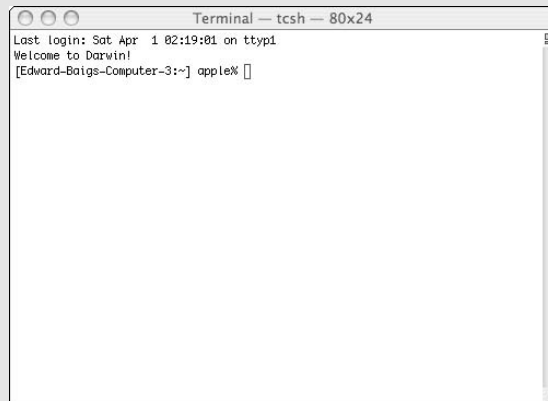 Terminal — tcsh — 80x24
Last login: Sat Apr  1 02:19:01 on ttyp1
Welcome to Darwin!
[Edward-Baigs-Computer-3:~] apple%